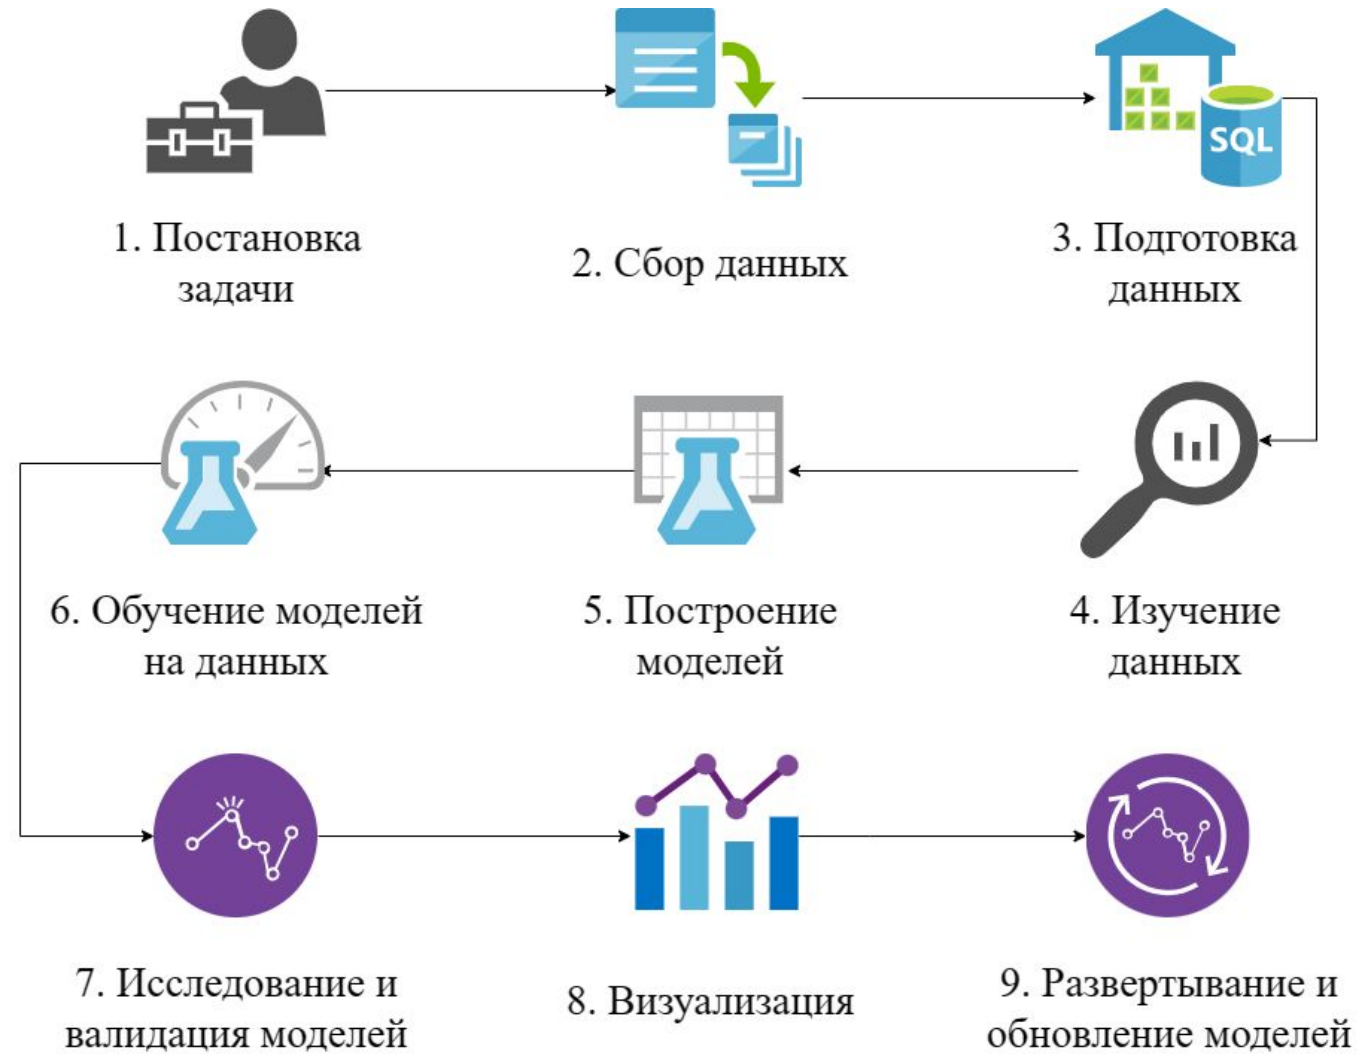 SQL
1. Постановка
задачи
2. Сбор данных
3. Подготовка
данных
6. Обучение моделей
на данных
5. Построение
моделей
4. Изучение
данных
7. Исследование и
валидация моделей
8. Визуализация
9. Развертывание и
обновление моделей